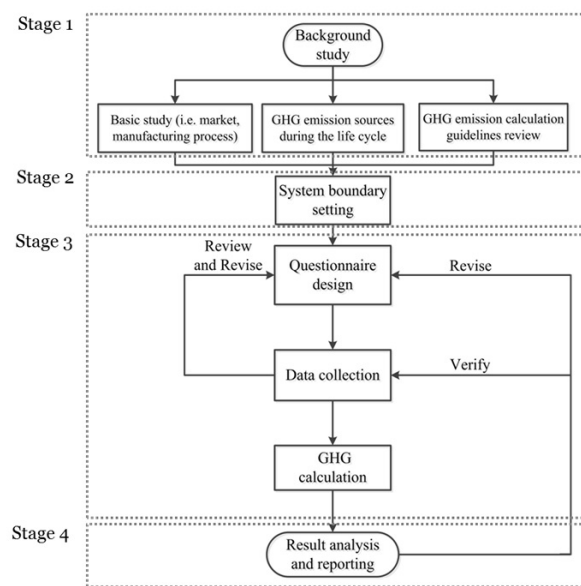 Stage 1
Background
study
Basic study (i.e. market,
manufacturing process)
GHG emission sources
during the life cycle
GHG emission calculation
guidelines review
Stage 2
System boundary
setting
Stage 3
Review
and Revise
Questionnaire
design
Revise
Data collection
Verify
GHG
calculation
Stage 4
Result analysis
and reporting